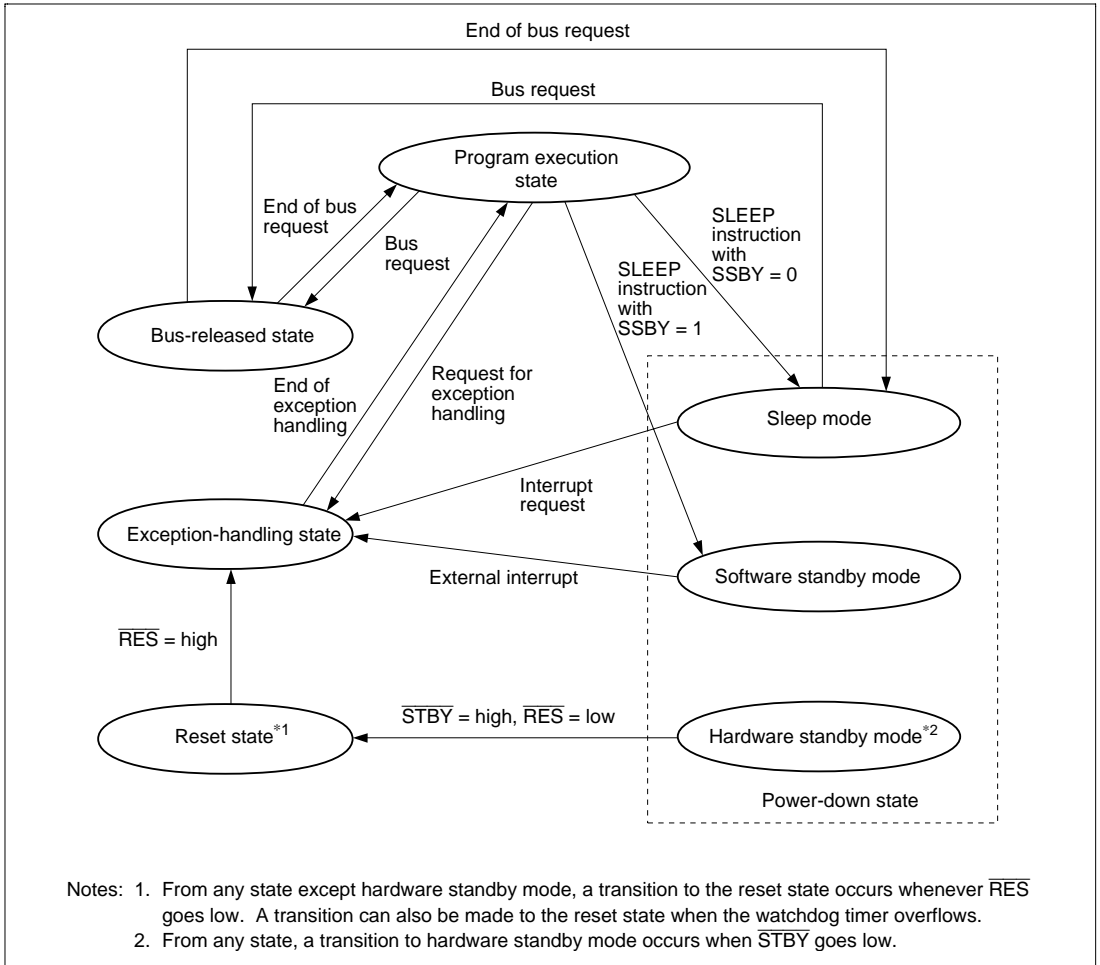 End of bus request
Bus request
Program execution
state
End of bus
request
Bus
request
SLEEP
instruction
with
SSBY = 0
SLEEP
instruction
with
SSBY = 1
Bus-released state
End of
exception
handling
Request for
exception
handling
Sleep mode
Interrupt
request
Exception-handling state
External interrupt
Software standby mode
R̅E̅S̅ = high
S̅T̅B̅Y̅ = high, R̅E̅S̅ = low
Reset state*1
Hardware standby mode*2
Power-down state
Notes: 1. From any state except hardware standby mode, a transition to the reset state occurs whenever R̅E̅S̅
goes low. A transition can also be made to the reset state when the watchdog timer overflows.
2. From any state, a transition to hardware standby mode occurs when S̅T̅B̅Y̅ goes low.